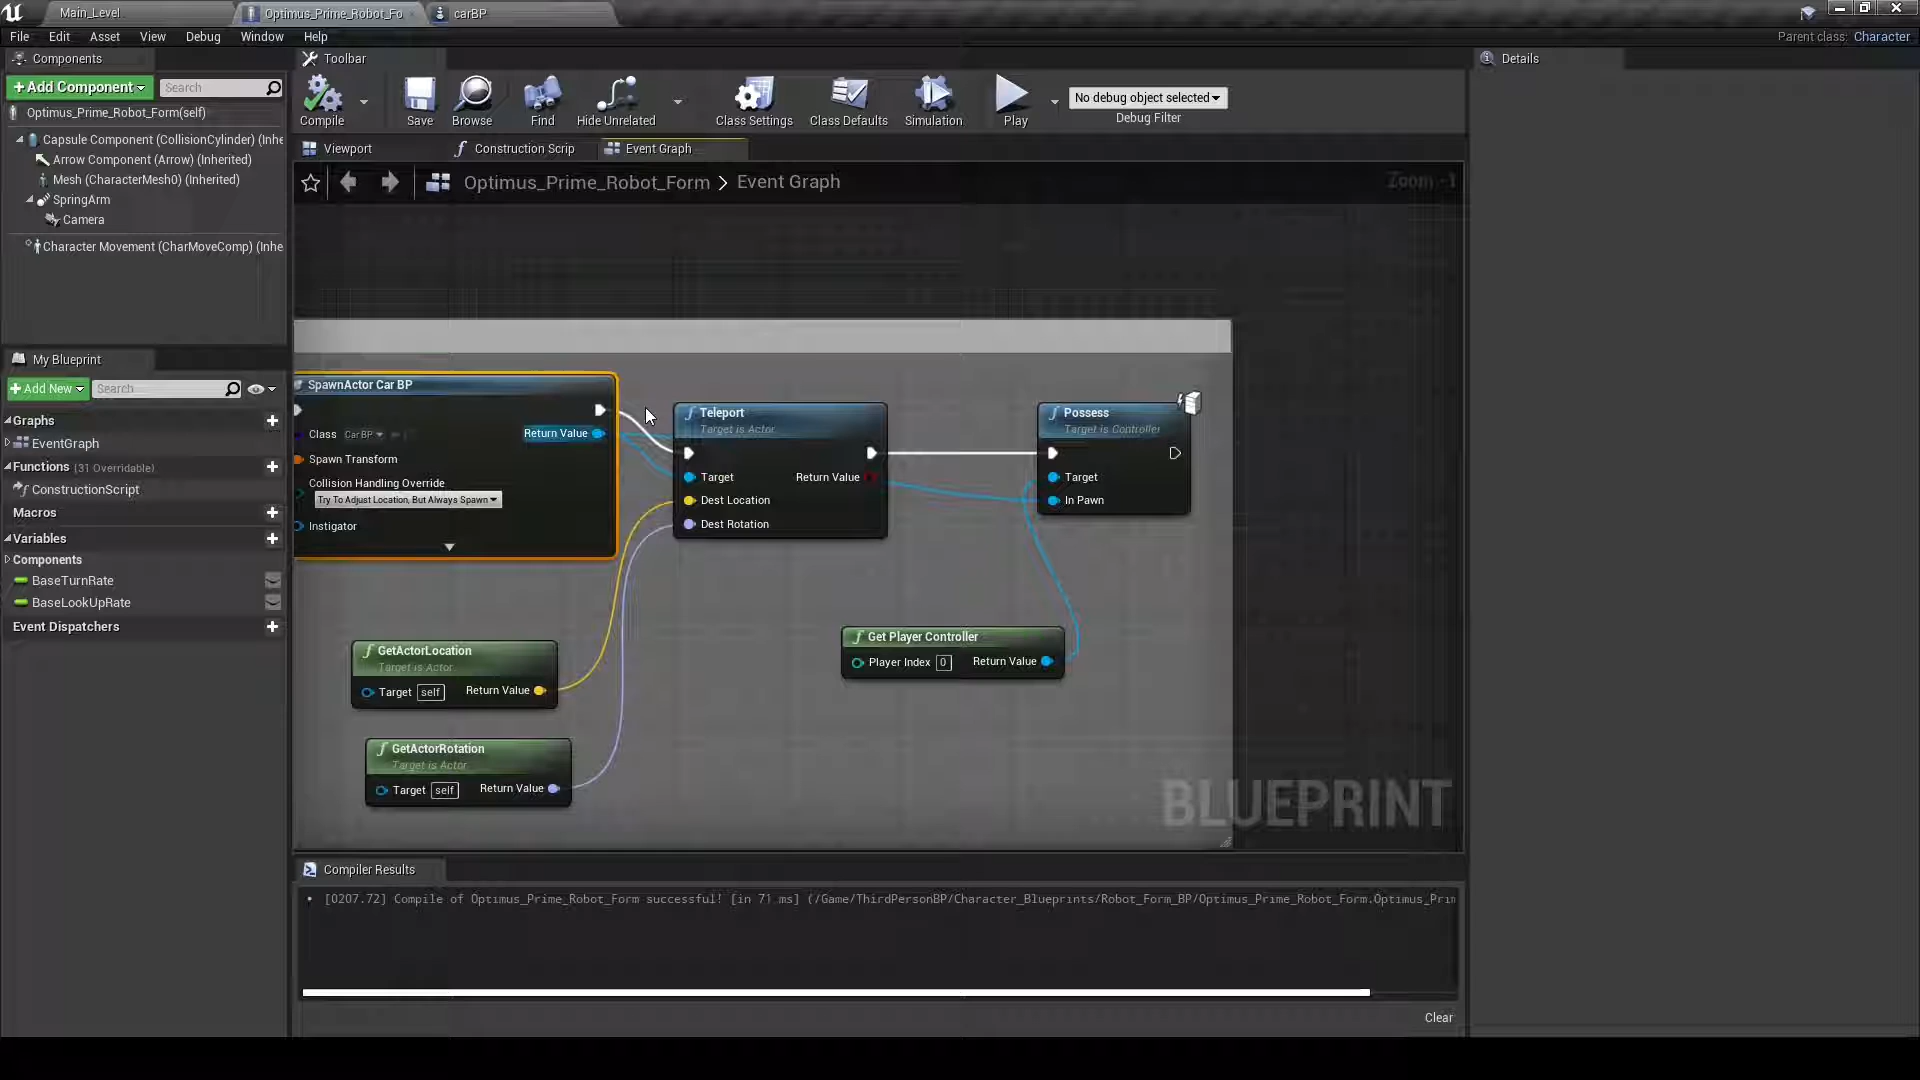 Main_Level
Optimus_Prime_Robot_Fo
carBP
File
Edit
Asset
View
Debug
Window
Help
Parent class:
Character
Components
Toolbar
Details
+Add Component
Search
Optimus_Prime_Robot_Form(self)
Capsule Component (CollisionCylinder) (Inhe
Arrow Component (Arrow) (Inherited)
Mesh (CharacterMesh0) (Inherited)
SpringArm
Camera
Character Movement (CharMoveComp) (Inhe
Compile
Save
Browse
Find
Hide Unrelated
Class Settings
Class Defaults
Simulation
Play
No debug object selected
Debug Filter
Viewport
Construction Scrip
Event Graph
Optimus_Prime_Robot_Form > Event Graph
Zoom -1
My Blueprint
+Add New
Search
Graphs
EventGraph
Functions (31 Overridable)
ConstructionScript
Macros
Variables
Components
BaseTurnRate
BaseLookUpRate
Event Dispatchers
SpawnActor Car BP
Class
Car BP
Return Value
Spawn Transform
Collision Handling Override
Try To Adjust Location, But Always Spawn
Instigator
Teleport
Target is Actor
Target
Return Value
Dest Location
Dest Rotation
Possess
Target is Controller
Target
In Pawn
Get Player Controller
Player Index 0
Return Value
GetActorLocation
Target is Actor
Target self
Return Value
GetActorRotation
Target is Actor
Target self
Return Value
BLUEPRINT
Compiler Results
[0207.72] Compile of Optimus_Prime_Robot_Form successful! [in 71 ms] (/Game/ThirdPersonBP/Character_Blueprints/Robot_Form_BP/Optimus_Prime_Robot_Form.Optimus_Prim
Clear